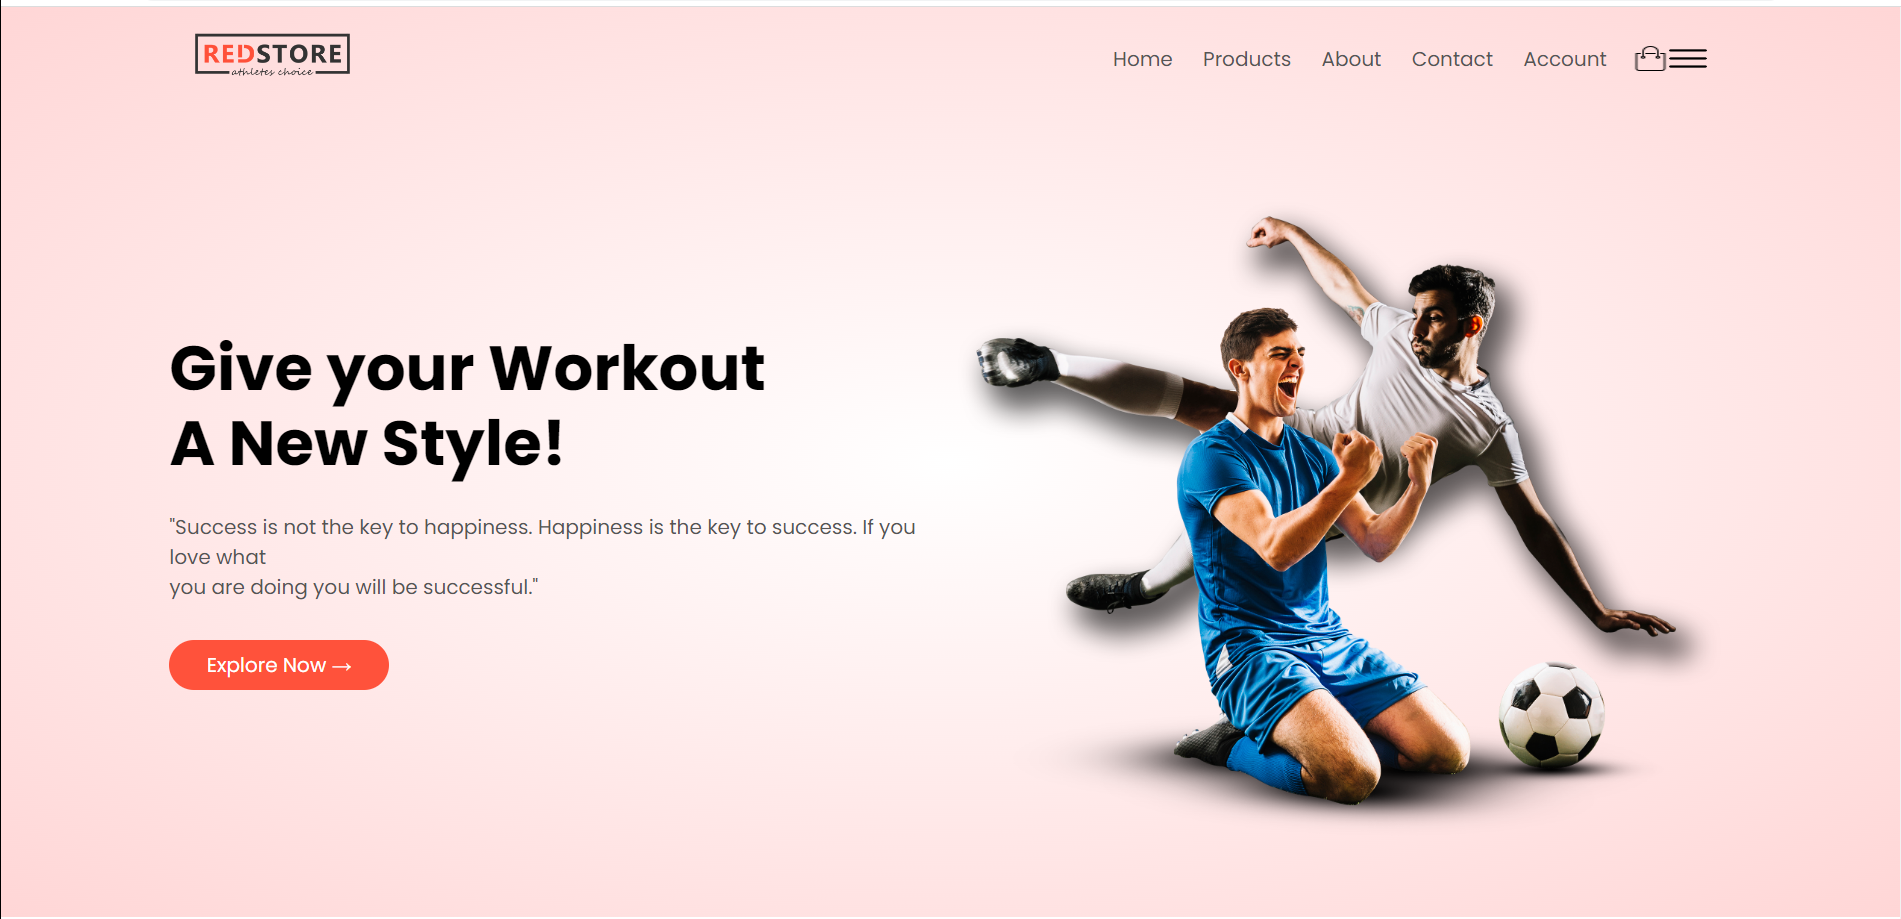 REDSTORE
athletes choice
Home Products About Contact Account
Give your Workout
A New Style!
"Success is not the key to happiness. Happiness is the key to success. If you
love what
you are doing you will be successful."
Explore Now →